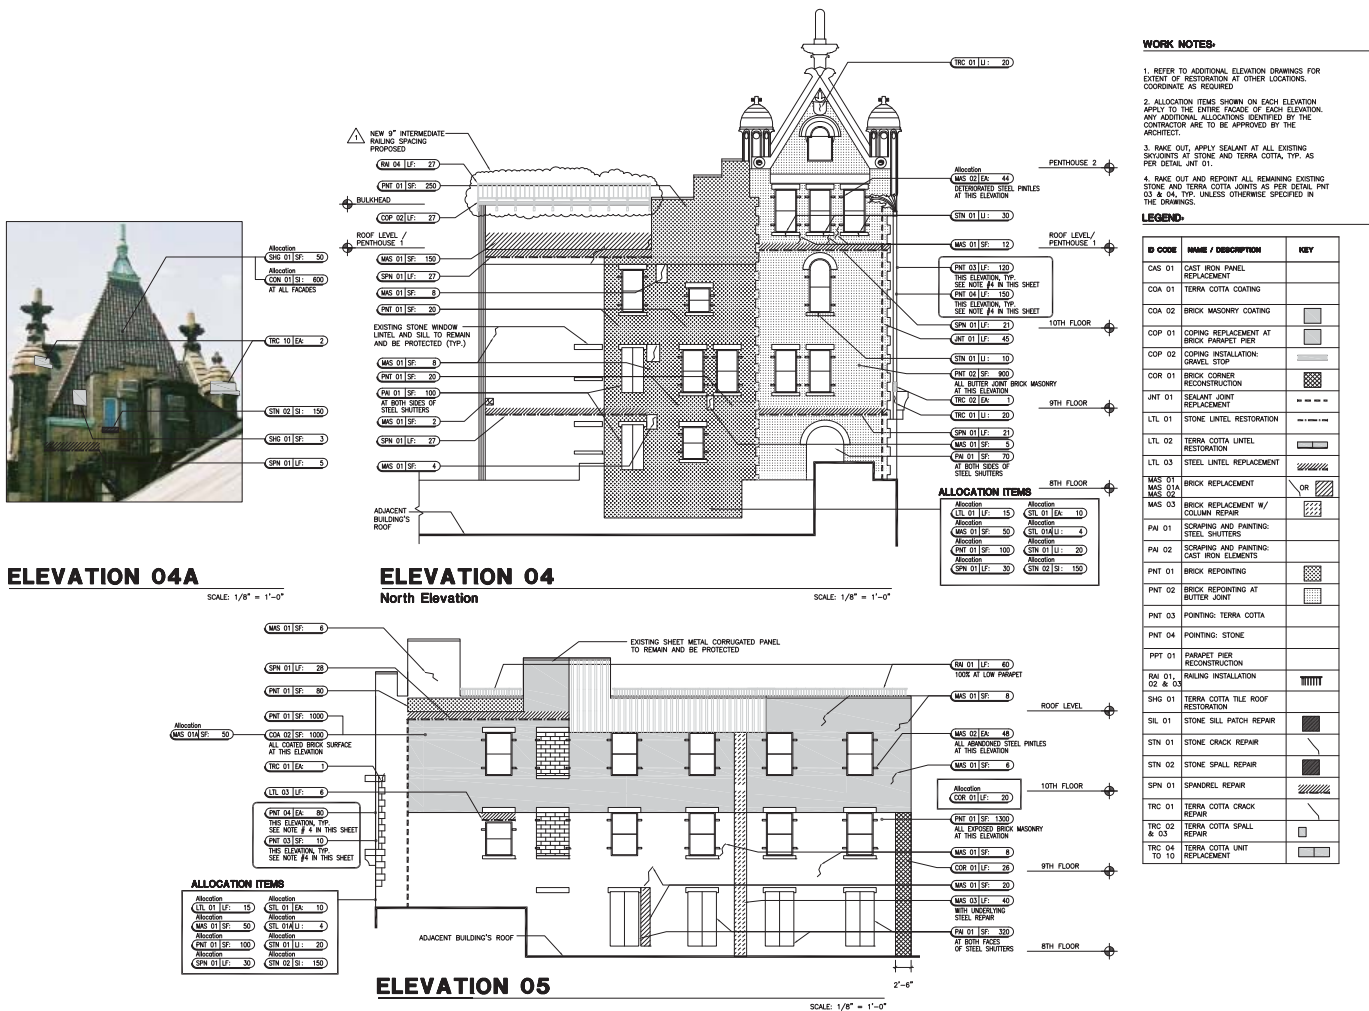 TRC 01 LI : 20
1
NEW 9" INTERMEDIATE
RAILING SPACING
PROPOSED
RAI 04 LF: 27
PNT 01 SF: 250
BULKHEAD
COP 02 LF: 27
ROOF LEVEL /
PENTHOUSE 1
MAS 01 SF: 150
SPN 01 LF: 27
MAS 01 SF: 8
PNT 01 SF: 20
EXISTING STONE WINDOW
LINTEL AND SILL TO REMAIN
AND BE PROTECTED (TYP.)
MAS 01 SF: 8
PNT 01 SF: 20
PAI 01 SF: 100
AT BOTH SIDES OF
STEEL SHUTTERS
MAS 01 SF: 2
SPN 01 LF: 27
MAS 01 SF: 4
ADJACENT
BUILDING'S
ROOF
PENTHOUSE 2
Allocation
MAS 02 EA: 44
DETERIORATED STEEL PINTLES
AT THIS ELEVATION
STN 01 LI : 30
ROOF LEVEL/
PENTHOUSE 1
MAS 01 SF: 12
PNT 03 LF: 120
THIS ELEVATION, TYP.
SEE NOTE #4 IN THIS SHEET
PNT 04 LF: 150
THIS ELEVATION, TYP.
SEE NOTE #4 IN THIS SHEET
SPN 01 LF: 21
10TH FLOOR
JNT 01 LF: 45
STN 01 LI : 10
PNT 02 SF: 900
ALL BUTTER JOINT BRICK MASONRY
AT THIS ELEVATION
TRC 02 EA: 1
9TH FLOOR
TRC 01 LI : 20
SPN 01 LF: 21
MAS 01 SF: 5
PAI 01 SF: 70
AT BOTH SIDES OF
STEEL SHUTTERS
8TH FLOOR
ALLOCATION ITEMS
Allocation Allocation
LTL 01 LF: 15 STL 01 EA: 10
Allocation Allocation
MAS 01 SF: 50 STL 01A LI : 4
Allocation Allocation
PNT 01 SF: 100 STN 01 LI : 20
Allocation Allocation
SPN 01 LF: 30 STN 02 SI : 150
Allocation
SHG 01 SF: 50
Allocation
CON 01 SI : 600
AT ALL FACADES
TRC 10 EA: 2
STN 02 SI : 150
SHG 01 SF: 3
SPN 01 LF: 5
ELEVATION 04A
SCALE: 1/8" = 1'-0"
ELEVATION 04
North Elevation
SCALE: 1/8" = 1'-0"
MAS 01 SF: 6
SPN 01 LF: 28
PNT 01 SF: 80
PNT 01 SF: 1000
Allocation
MAS 01A SF: 50
COA 02 SF: 1000
ALL COATED BRICK SURFACE
AT THIS ELEVATION
TRC 01 EA: 1
LTL 03 LF: 6
PNT 04 EA: 80
THIS ELEVATION, TYP.
SEE NOTE # 4 IN THIS SHEET
PNT 03 SF: 10
THIS ELEVATION, TYP.
SEE NOTE #4 IN THIS SHEET
ALLOCATION ITEMS
Allocation Allocation
LTL 01 LF: 15 STL 01 EA: 10
Allocation Allocation
MAS 01 SF: 50 STL 01A LI : 4
Allocation Allocation
PNT 01 SF: 100 STN 01 LI : 20
Allocation Allocation
SPN 01 LF: 30 STN 02 SI : 150
EXISTING SHEET METAL CORRUGATED PANEL
TO REMAIN AND BE PROTECTED
RAI 01 LF: 60
100% AT LOW PARAPET
MAS 01 SF: 8
ROOF LEVEL
MAS 02 EA: 48
ALL ABANDONED STEEL PINTLES
AT THIS ELEVATION
MAS 01 SF: 6
Allocation
COR 01 LF: 20
10TH FLOOR
PNT 01 SF: 1300
ALL EXPOSED BRICK MASONRY
AT THIS ELEVATION
MAS 01 SF: 8
COR 01 LF: 26
9TH FLOOR
MAS 01 SF: 20
MAS 03 LF: 40
WITH UNDERLYING
STEEL REPAIR
PAI 01 SF: 320
AT BOTH FACES
OF STEEL SHUTTERS
8TH FLOOR
ADJACENT BUILDING'S ROOF
2'-6"
ELEVATION 05
SCALE: 1/8" = 1'-0"
WORK NOTES:
1. REFER TO ADDITIONAL ELEVATION DRAWINGS FOR
EXTENT OF RESTORATION AT OTHER LOCATIONS.
COORDINATE AS REQUIRED
2. ALLOCATION ITEMS SHOWN ON EACH ELEVATION
APPLY TO THE ENTIRE FACADE OF EACH ELEVATION.
ANY ADDITIONAL ALLOCATIONS IDENTIFIED BY THE
CONTRACTOR ARE TO BE APPROVED BY THE
ARCHITECT.
3. RAKE OUT, APPLY SEALANT AT ALL EXISTING
SKYJOINTS AT STONE AND TERRA COTTA, TYP. AS
PER DETAIL JNT 01.
4. RAKE OUT AND REPOINT ALL REMAINING EXISTING
STONE AND TERRA COTTA JOINTS AS PER DETAIL PNT
03 & 04, TYP. UNLESS OTHERWISE SPECIFIED IN
THE DRAWINGS.
LEGEND:
ID CODE NAME / DESCRIPTION KEY
CAS 01 CAST IRON PANEL
REPLACEMENT
COA 01 TERRA COTTA COATING
COA 02 BRICK MASONRY COATING
COP 01 COPING REPLACEMENT AT
BRICK PARAPET PIER
COP 02 COPING INSTALLATION:
GRAVEL STOP
COR 01 BRICK CORNER
RECONSTRUCTION
JNT 01 SEALANT JOINT
REPLACEMENT
LTL 01 STONE LINTEL RESTORATION
LTL 02 TERRA COTTA LINTEL
RESTORATION
LTL 03 STEEL LINTEL REPLACEMENT
MAS 01
MAS 01A BRICK REPLACEMENT OR
MAS 02
MAS 03 BRICK REPLACEMENT W/
COLUMN REPAIR
PAI 01 SCRAPING AND PAINTING:
STEEL SHUTTERS
PAI 02 SCRAPING AND PAINTING:
CAST IRON ELEMENTS
PNT 01 BRICK REPOINTING
PNT 02 BRICK REPOINTING AT
BUTTER JOINT
PNT 03 POINTING: TERRA COTTA
PNT 04 POINTING: STONE
PPT 01 PARAPET PIER
RECONSTRUCTION
RAI 01, RAILING INSTALLATION
02 & 03
SHG 01 TERRA COTTA TILE ROOF
RESTORATION
SIL 01 STONE SILL PATCH REPAIR
STN 01 STONE CRACK REPAIR
STN 02 STONE SPALL REPAIR
SPN 01 SPANDREL REPAIR
TRC 01 TERRA COTTA CRACK
REPAIR
TRC 02 TERRA COTTA SPALL
& 03 REPAIR
TRC 04 TERRA COTTA UNIT
TO 10 REPLACEMENT